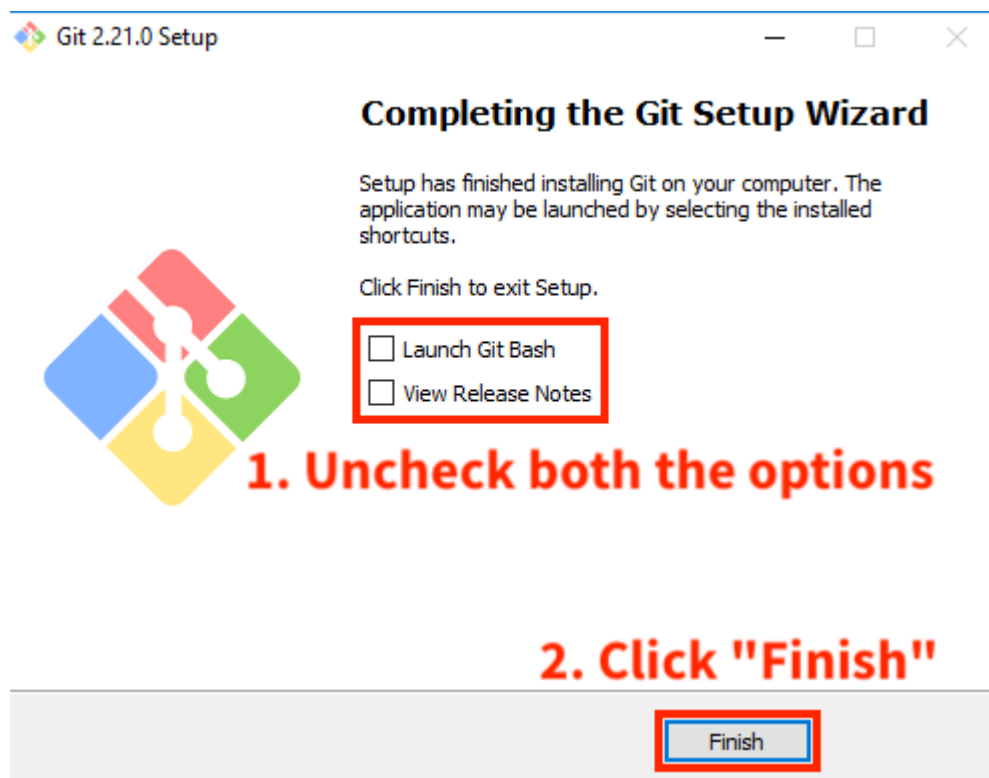 Git 2.21.0 Setup
Completing the Git Setup Wizard
Setup has finished installing Git on your computer. The
application may be launched by selecting the installed
shortcuts.
Click Finish to exit Setup.
Launch Git Bash
View Release Notes
1. Uncheck both the options
2. Click "Finish"
Finish